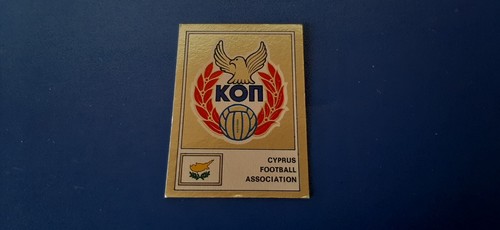 ΚΟΠ
CYPRUS
FOOTBALL
ASSOCIATION